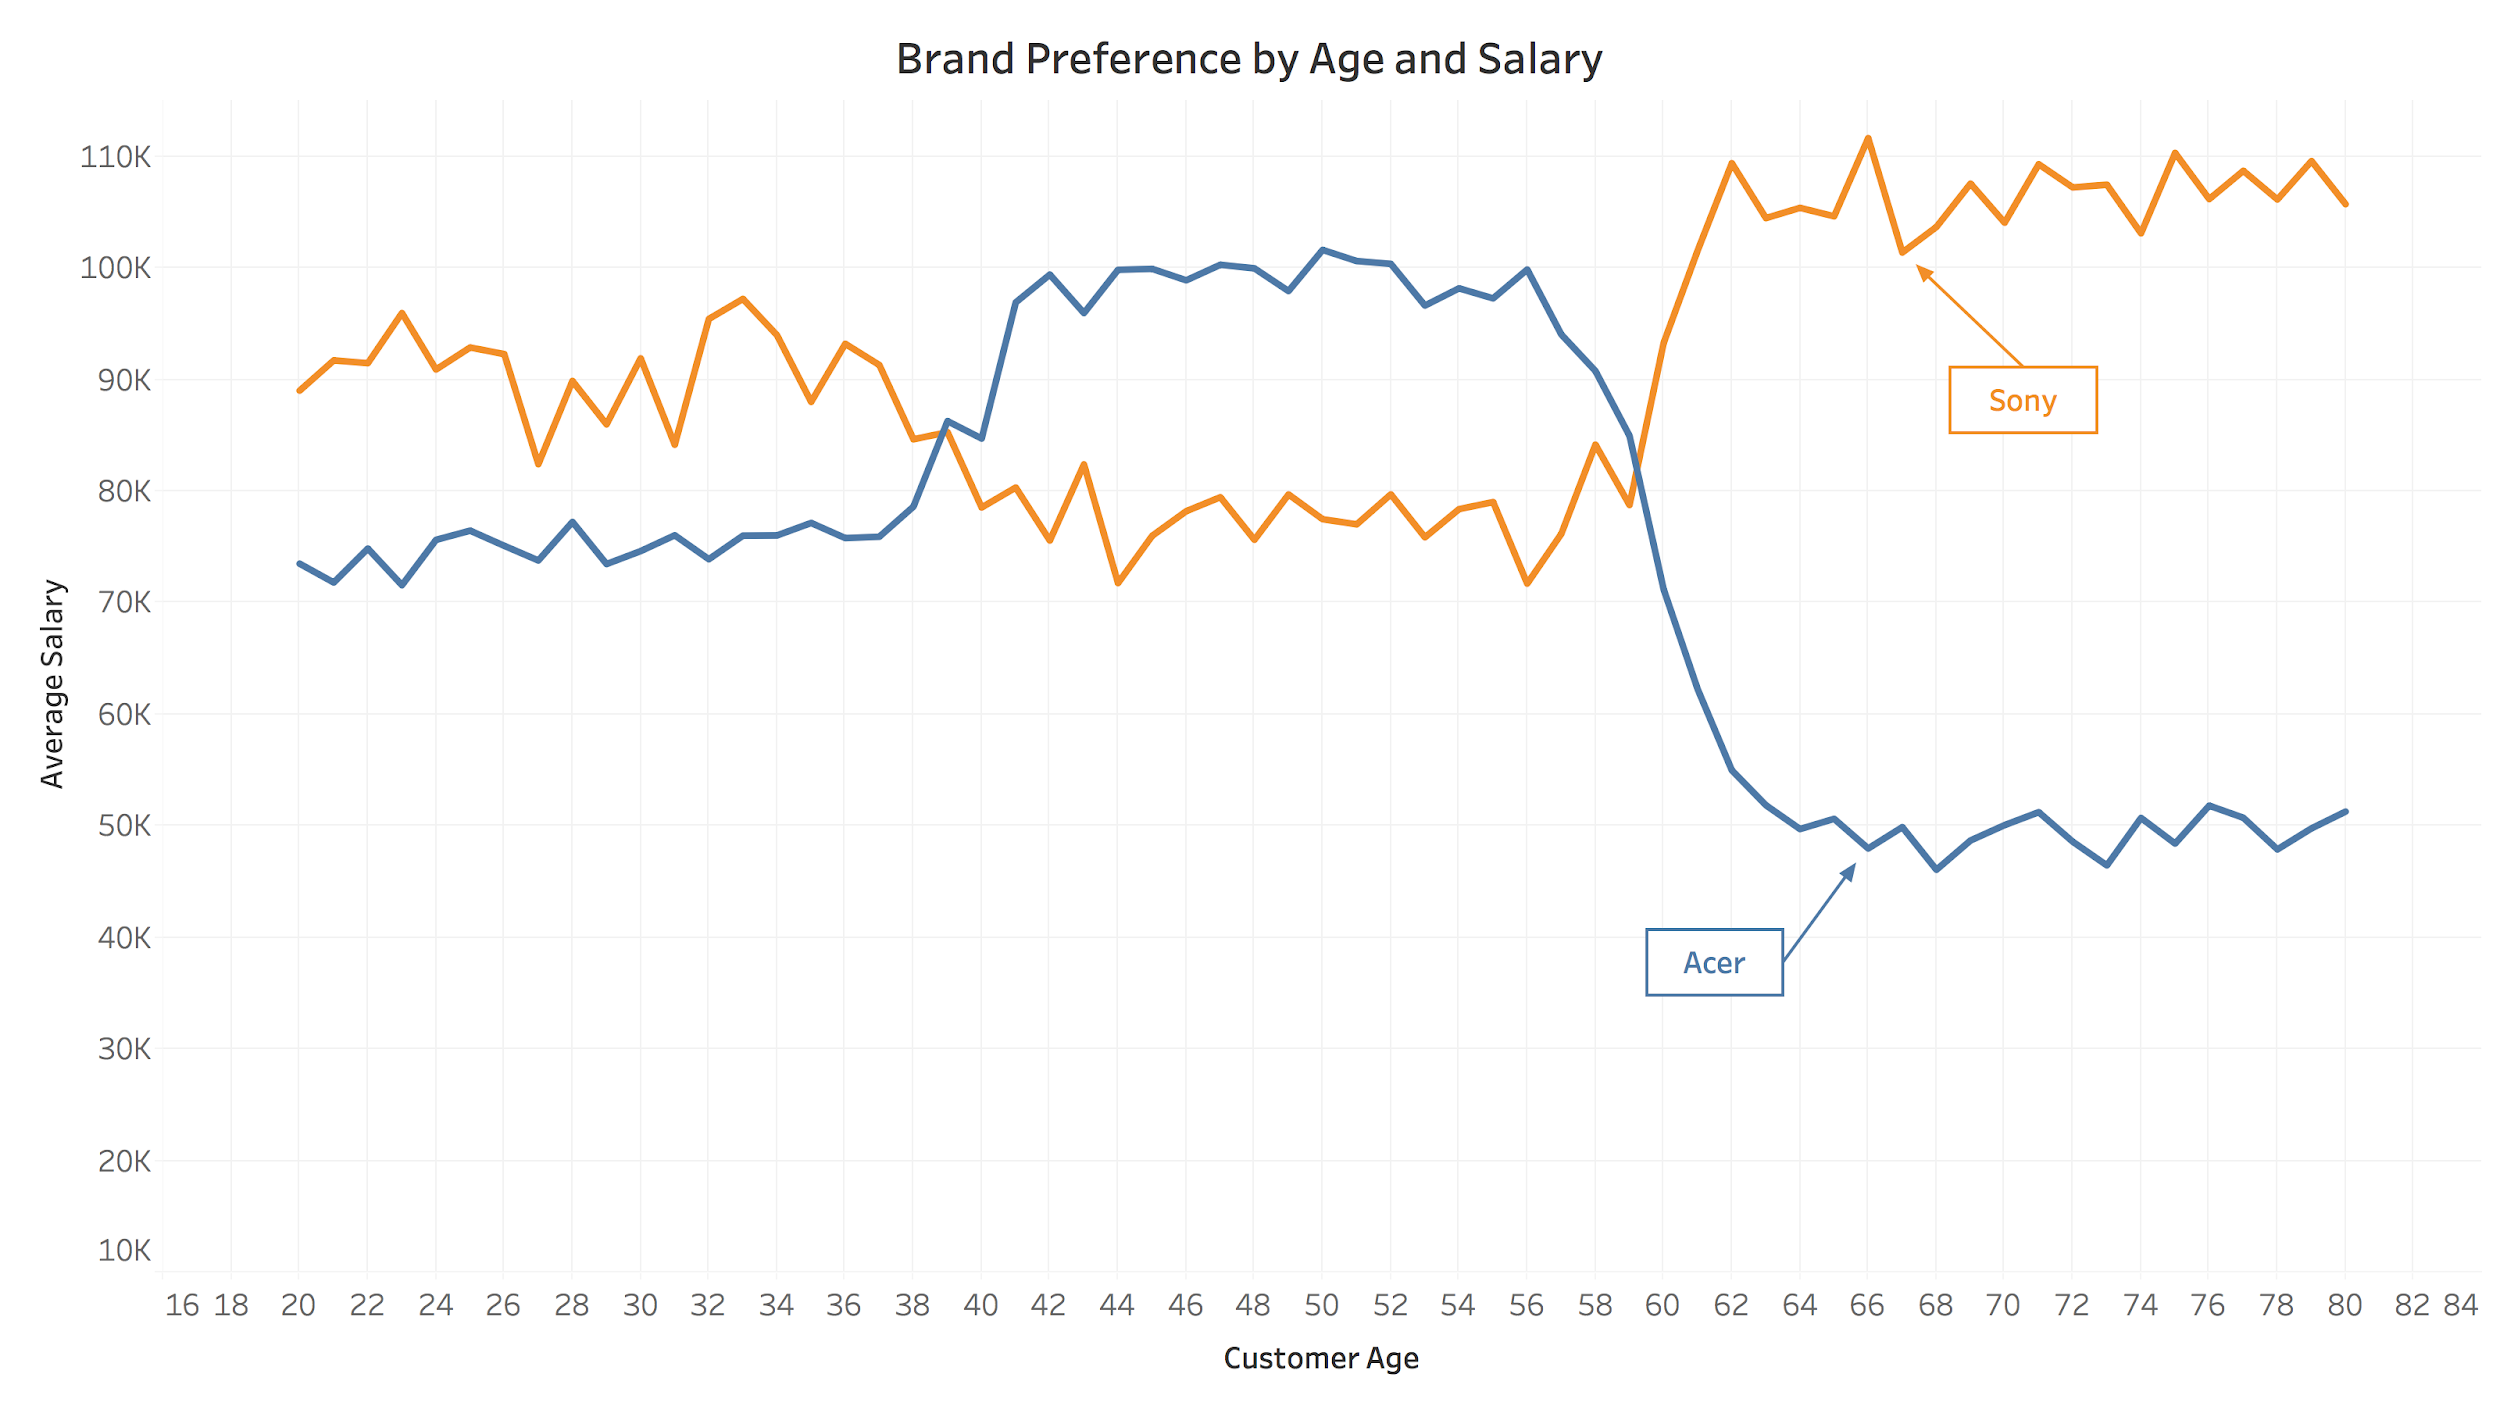 Brand Preference by Age and Salary
110K
100K
90K
80K
70K
60K
50K
40K
30K
20K
10K
Average Salary
Sony
Acer
16 18 20 22 24 26 28 30 32 34 36 38 40 42 44 46 48 50 52 54 56 58 60 62 64 66 68 70 72 74 76 78 80 82 84
Customer Age